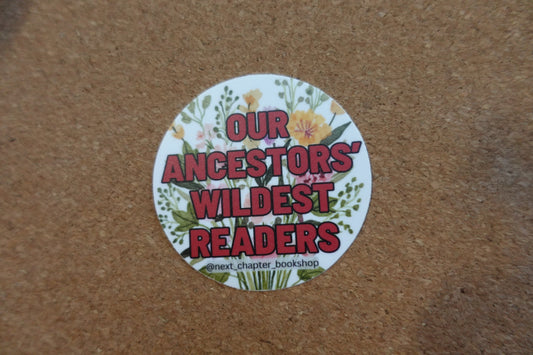 OUR
ANCESTORS'
WILDEST
READERS
@next_chapter_bookshop